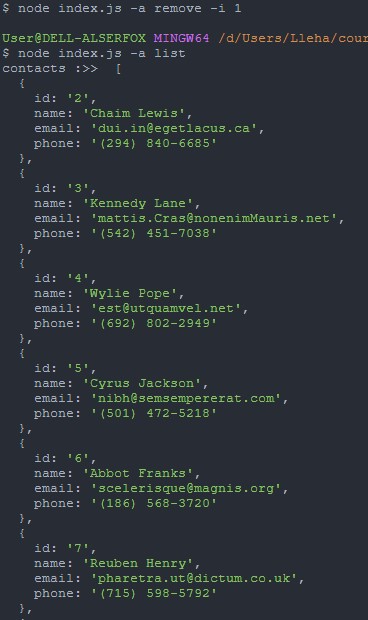 $ node index.js -a remove -i 1
User@DELL-ALSERFOX MINGW64 /d/Users/Lleha/cour
$ node index.js -a list
contacts :>>  [
  {
    id: '2',
    name: 'Chaim Lewis',
    email: 'dui.in@egetlacus.ca',
    phone: '(294) 840-6685'
  },
  {
    id: '3',
    name: 'Kennedy Lane',
    email: 'mattis.Cras@nonenimMauris.net',
    phone: '(542) 451-7038'
  },
  {
    id: '4',
    name: 'Wylie Pope',
    email: 'est@utquamvel.net',
    phone: '(692) 802-2949'
  },
  {
    id: '5',
    name: 'Cyrus Jackson',
    email: 'nibh@semsempererat.com',
    phone: '(501) 472-5218'
  },
  {
    id: '6',
    name: 'Abbot Franks',
    email: 'scelerisque@magnis.org',
    phone: '(186) 568-3720'
  },
  {
    id: '7',
    name: 'Reuben Henry',
    email: 'pharetra.ut@dictum.co.uk',
    phone: '(715) 598-5792'
  },